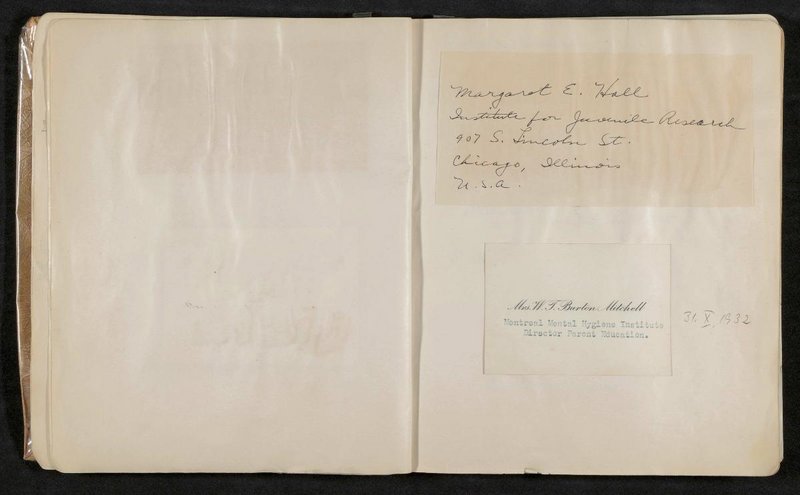 Margaret E. Hall
Institute for Juvenile Research
907 S. Lincoln St.
Chicago, Illinois
U.S.A.
Mrs. W. T. Burton Mitchell
Montreal Mental Hygiene Institute
Director Parent Education.
31. X. 1932